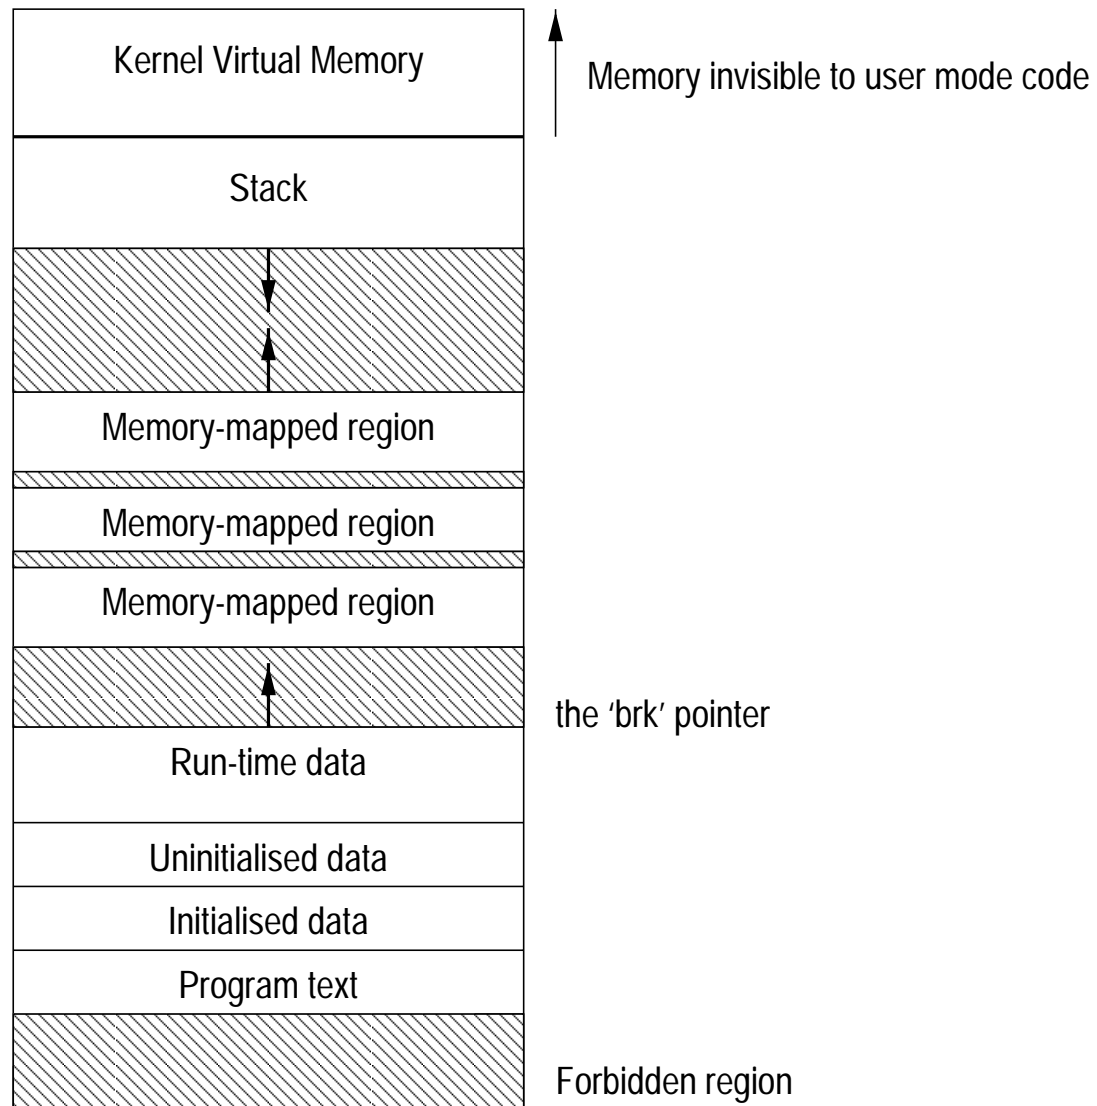 Kernel Virtual Memory
Memory invisible to user mode code
Stack
Memory-mapped region
Memory-mapped region
Memory-mapped region
the ‘brk’ pointer
Run-time data
Uninitialised data
Initialised data
Program text
Forbidden region